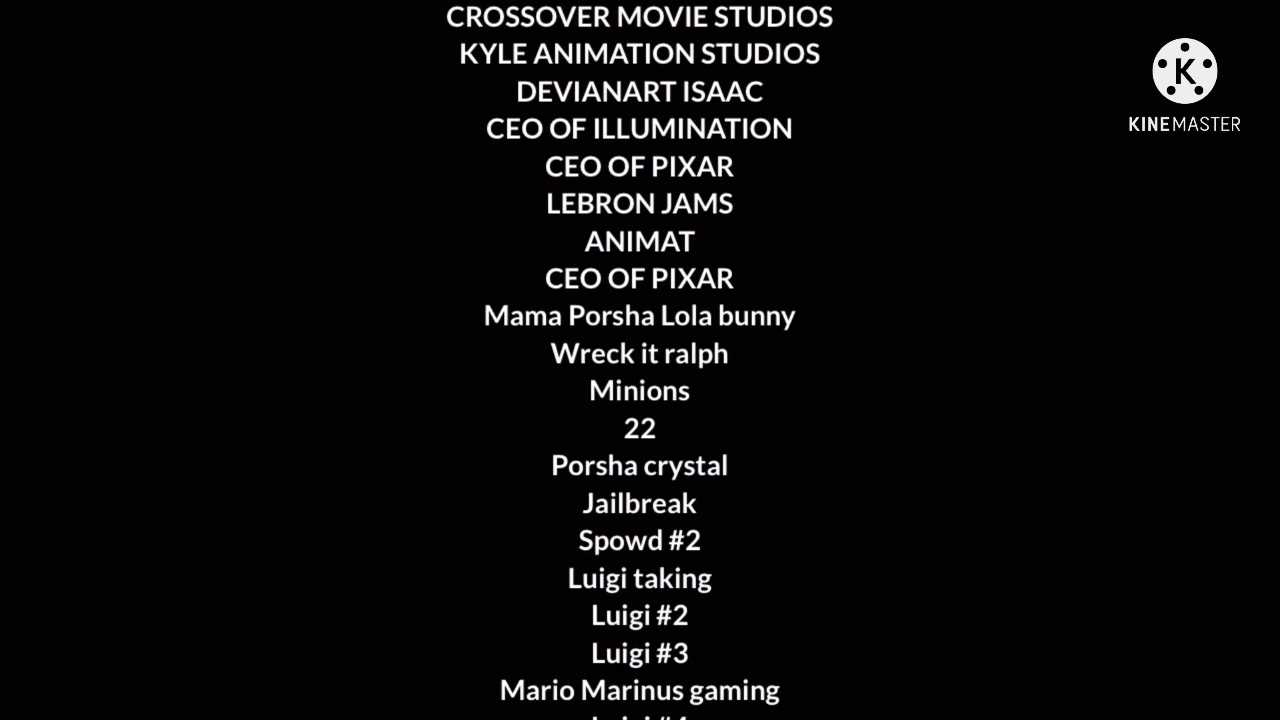 CROSSOVER MOVIE STUDIOS
KYLE ANIMATION STUDIOS
DEVIANART ISAAC
CEO OF ILLUMINATION
CEO OF PIXAR
LEBRON JAMS
ANIMAT
CEO OF PIXAR
Mama Porsha Lola bunny
Wreck it ralph
Minions
22
Porsha crystal
Jailbreak
Spowd #2
Luigi taking
Luigi #2
Luigi #3
Mario Marinus gaming
K
KINEMASTER